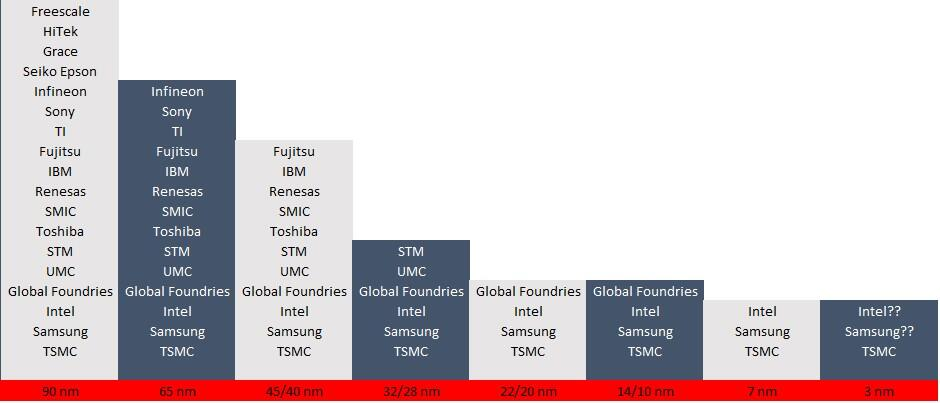 Freescale
HiTek
Grace
Seiko Epson
Infineon
Sony
TI
Fujitsu
IBM
Renesas
SMIC
Toshiba
STM
UMC
Global Foundries
Intel
Samsung
TSMC
90 nm
Infineon
Sony
TI
Fujitsu
IBM
Renesas
SMIC
Toshiba
STM
UMC
Global Foundries
Intel
Samsung
TSMC
65 nm
Fujitsu
IBM
Renesas
SMIC
Toshiba
STM
UMC
Global Foundries
Intel
Samsung
TSMC
45/40 nm
STM
UMC
Global Foundries
Intel
Samsung
TSMC
32/28 nm
Global Foundries
Intel
Samsung
TSMC
22/20 nm
Global Foundries
Intel
Samsung
TSMC
14/10 nm
Intel
Samsung
TSMC
7 nm
Intel??
Samsung??
TSMC
3 nm